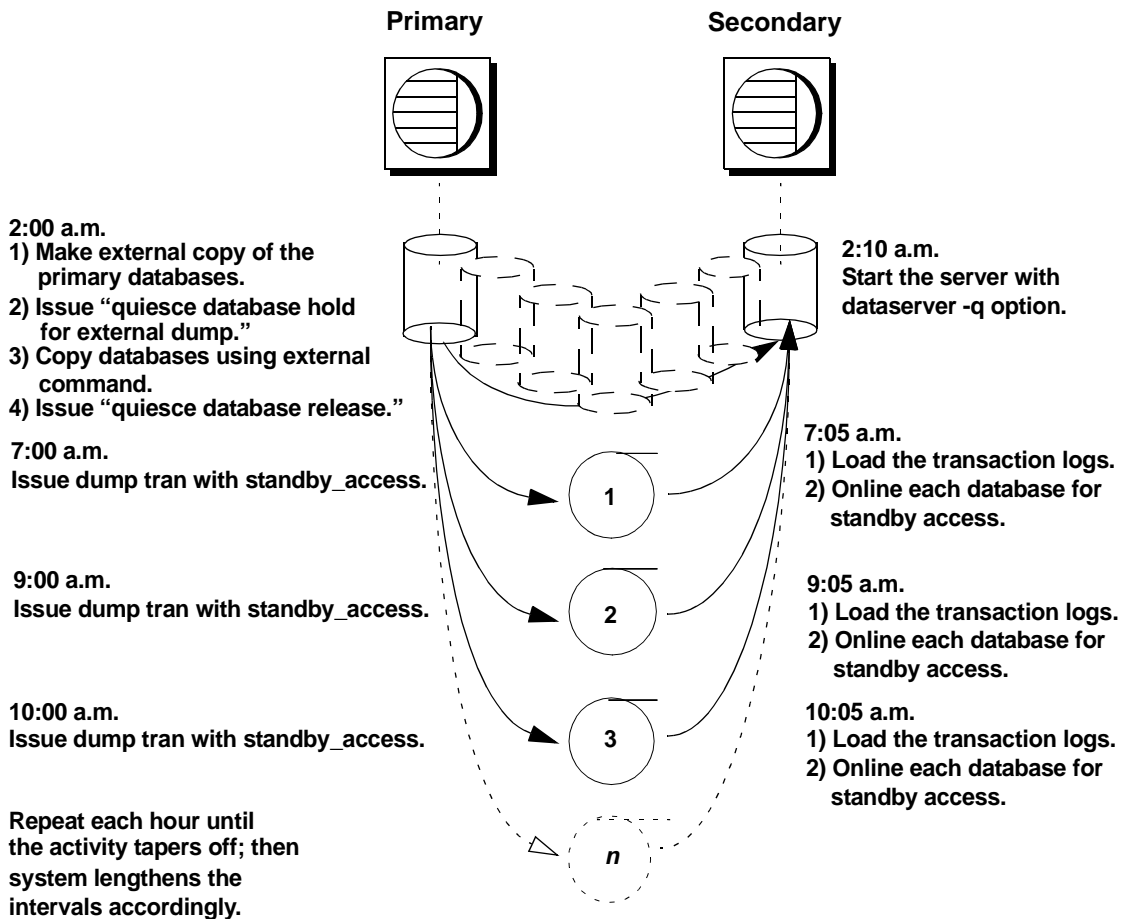 Primary
Secondary
2:00 a.m.
1) Make external copy of the
primary databases.
2) Issue “quiesce database hold
for external dump.”
3) Copy databases using external
command.
4) Issue “quiesce database release.”
2:10 a.m.
Start the server with
dataserver -q option.
7:00 a.m.
Issue dump tran with standby_access.
1
7:05 a.m.
1) Load the transaction logs.
2) Online each database for
standby access.
9:00 a.m.
Issue dump tran with standby_access.
2
9:05 a.m.
1) Load the transaction logs.
2) Online each database for
standby access.
10:00 a.m.
Issue dump tran with standby_access.
3
10:05 a.m.
1) Load the transaction logs.
2) Online each database for
standby access.
Repeat each hour until
the activity tapers off; then
system lengthens the
intervals accordingly.
n